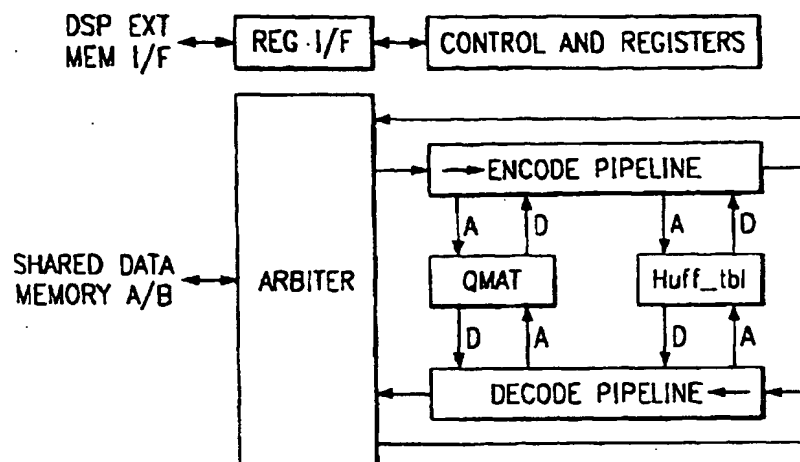 DSP EXT
MEM I/F
REG I/F
CONTROL AND REGISTERS
ENCODE PIPELINE
A
D
A
D
SHARED DATA
MEMORY A/B
ARBITER
QMAT
Huff_tbl
D
A
D
A
DECODE PIPELINE